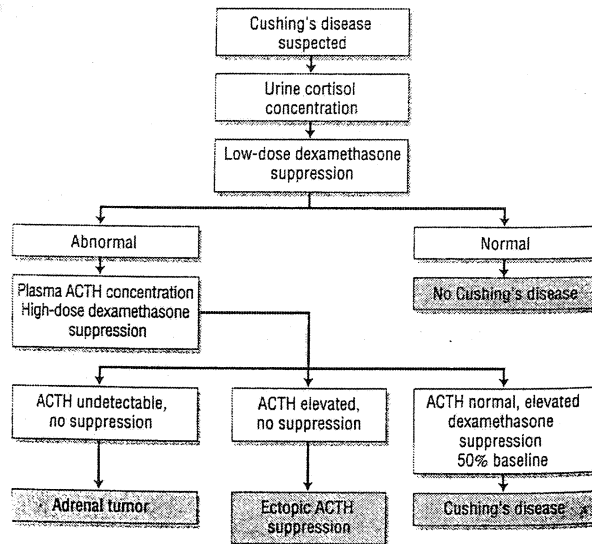 Cushing's disease
suspected
Urine cortisol
concentration
Low-dose dexamethasone
suppression
Abnormal
Normal
Plasma ACTH concentration
High-dose dexamethasone
suppression
No Cushing's disease
ACTH undetectable,
no suppression
ACTH elevated,
no suppression
ACTH normal, elevated
dexamethasone
suppression
50% baseline
Adrenal tumor
Ectopic ACTH
suppression
Cushing's disease